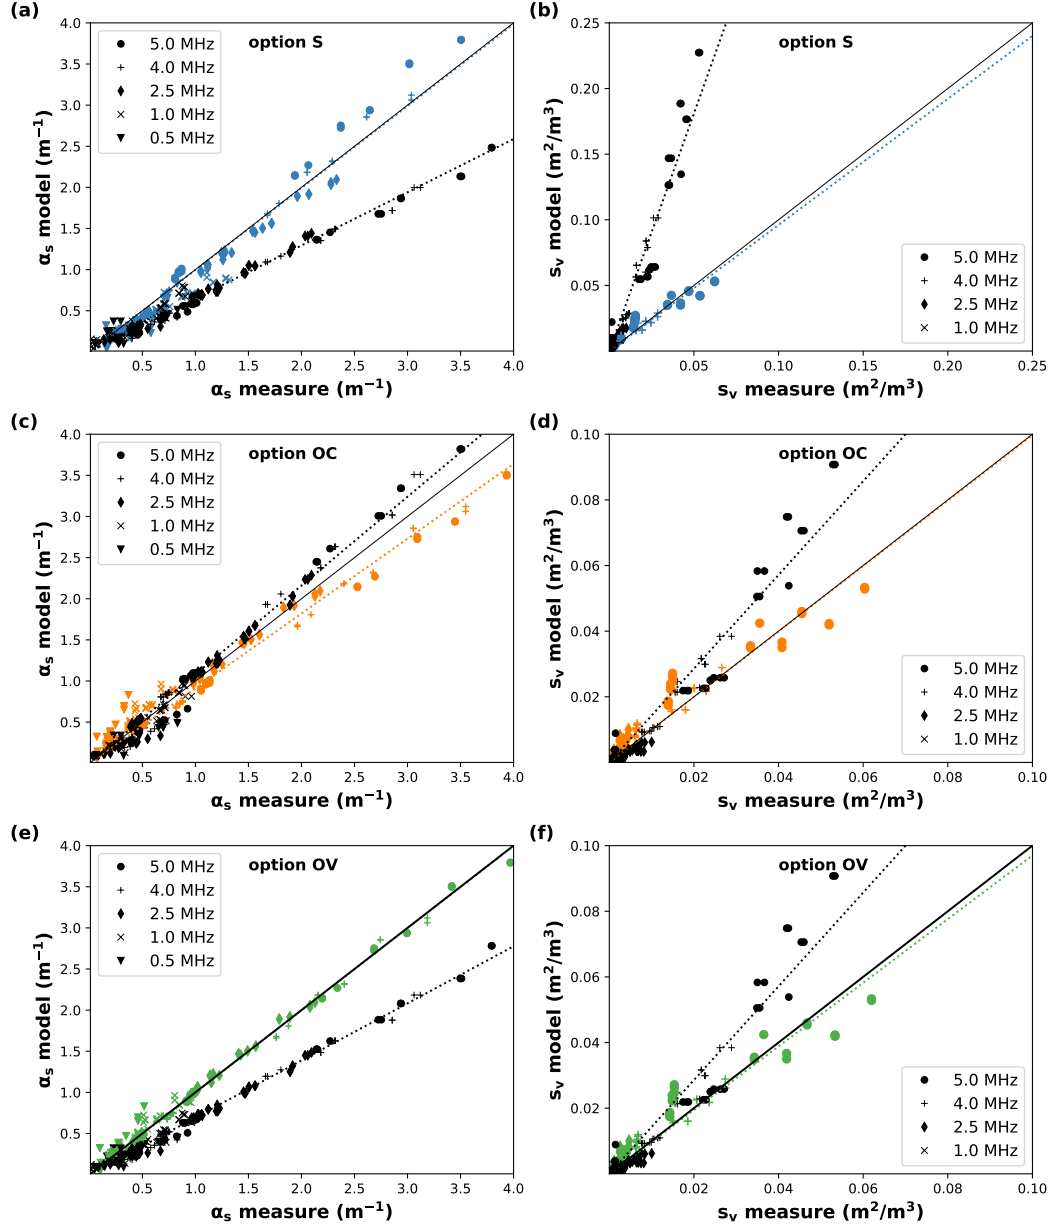 (a)
option S
5.0 MHz
4.0 MHz
2.5 MHz
1.0 MHz
0.5 MHz
4.0
3.5
3.0
2.5
2.0
1.5
1.0
0.5
0.5 1.0 1.5 2.0 2.5 3.0 3.5 4.0
αs model (m−1)
αs measure (m−1)
(b)
option S
0.25
0.20
0.15
0.10
0.05
0.05 0.10 0.15 0.20 0.25
5.0 MHz
4.0 MHz
2.5 MHz
1.0 MHz
sv model (m2/m3)
sv measure (m2/m3)
(c)
option OC
5.0 MHz
4.0 MHz
2.5 MHz
1.0 MHz
0.5 MHz
4.0
3.5
3.0
2.5
2.0
1.5
1.0
0.5
0.5 1.0 1.5 2.0 2.5 3.0 3.5 4.0
αs model (m−1)
αs measure (m−1)
(d)
option OC
0.10
0.08
0.06
0.04
0.02
0.02 0.04 0.06 0.08 0.10
5.0 MHz
4.0 MHz
2.5 MHz
1.0 MHz
sv model (m2/m3)
sv measure (m2/m3)
(e)
option OV
5.0 MHz
4.0 MHz
2.5 MHz
1.0 MHz
0.5 MHz
4.0
3.5
3.0
2.5
2.0
1.5
1.0
0.5
0.5 1.0 1.5 2.0 2.5 3.0 3.5 4.0
αs model (m−1)
αs measure (m−1)
(f)
option OV
0.10
0.08
0.06
0.04
0.02
0.02 0.04 0.06 0.08 0.10
5.0 MHz
4.0 MHz
2.5 MHz
1.0 MHz
sv model (m2/m3)
sv measure (m2/m3)